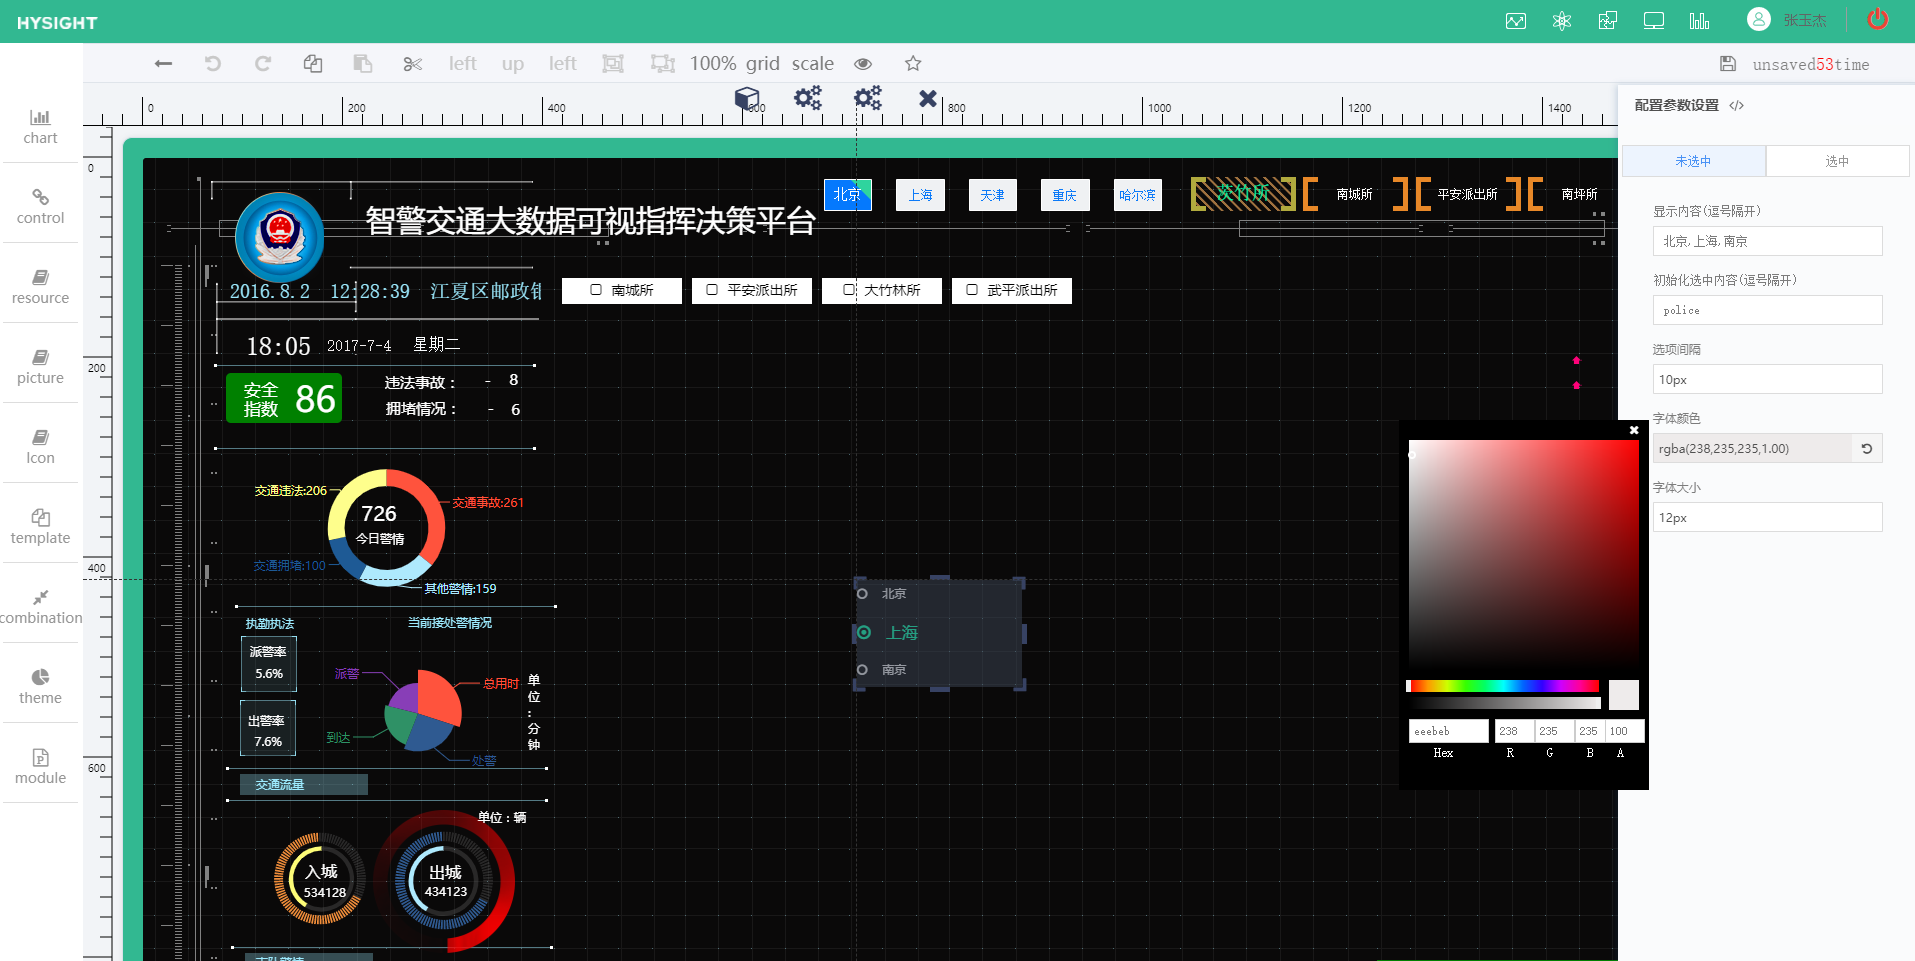 HYSIGHT
张玉杰
left up left 100% grid scale
unsaved53time
0 200 400 600 800 1000 1200 1400
配置参数设置 </>
chart
control
resource
picture
Icon
template
combination
theme
module
0
200
400
600
智警交通大数据可视指挥决策平台
北京 上海 天津 重庆 哈尔滨
茨竹所 南城所 平安派出所 南坪所
2016.8.2 12:28:39 江夏区邮政银
南城所 平安派出所 大竹林所 武平派出所
18:05 2017-7-4 星期二
安全
指数
86
违法事故： - 8
拥堵情况： - 6
交通违法:206
交通事故:261
726
今日警情
交通拥堵:100
其他警情:159
执勤执法
当前接处警情况
派警率
5.6%
出警率
7.6%
派警
总用时
到达
处警
单位：分钟
交通流量
单位：辆
入城
534128
出城
434123
北京
上海
南京
未选中 选中
显示内容(逗号隔开)
北京,上海,南京
初始化选中内容(逗号隔开)
police
选项间隔
10px
字体颜色
rgba(238,235,235,1.00)
字体大小
12px
eeebeb 238 235 235 100
Hex R G B A